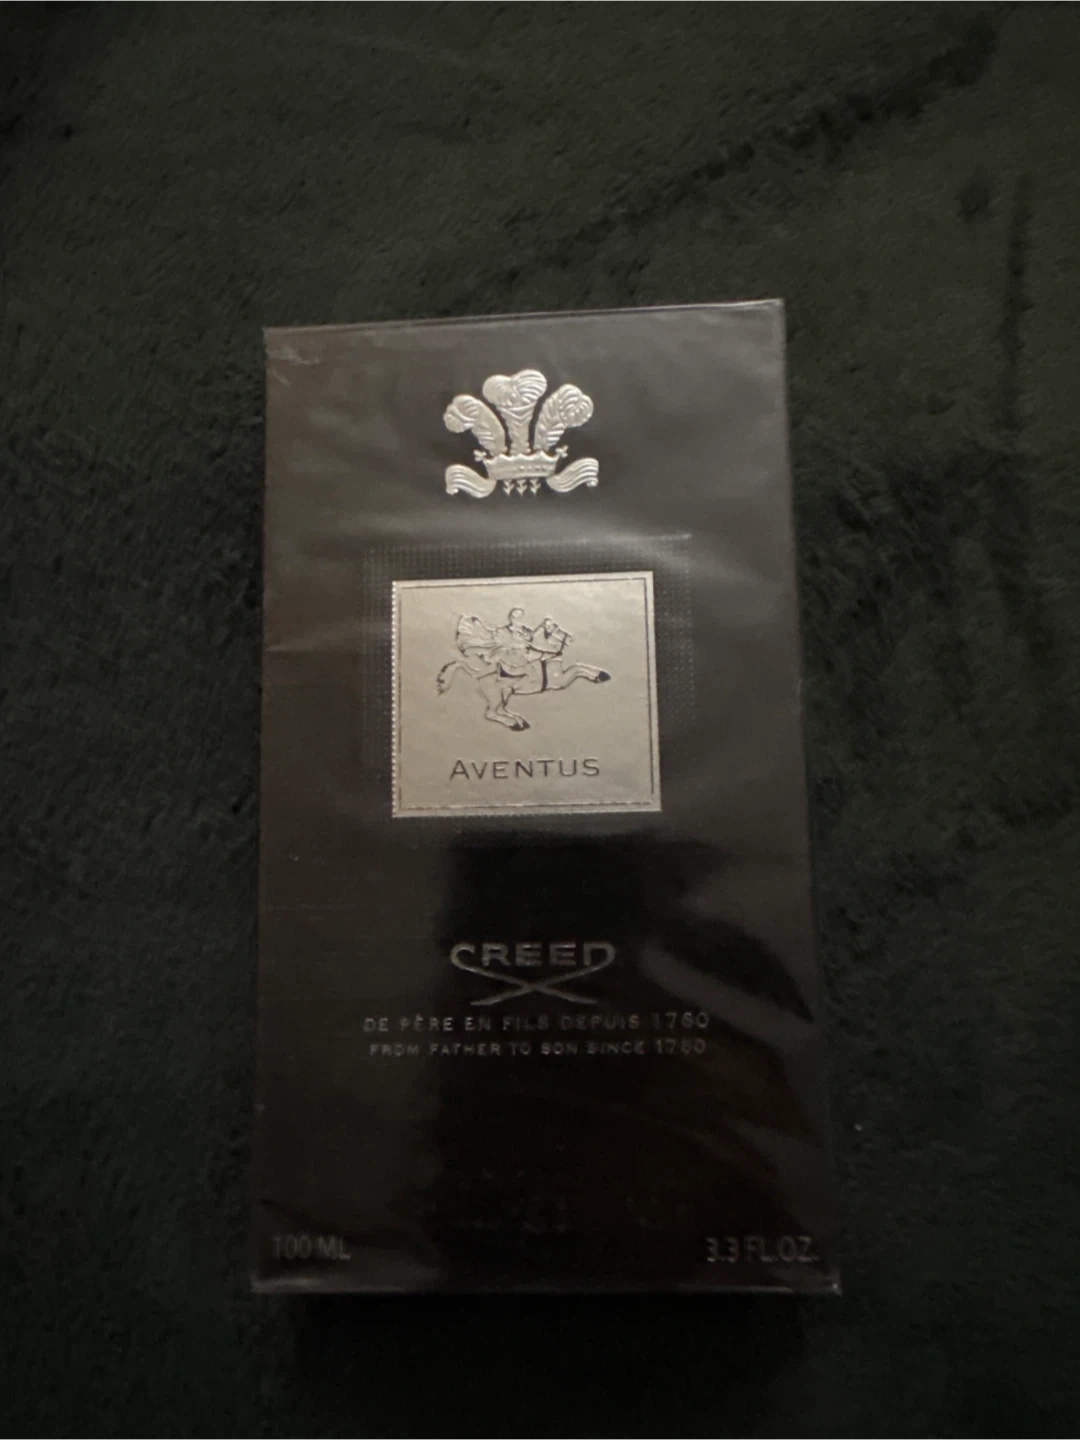 AVENTUS
CREED
DE PÈRE EN FILS DEPUIS 1760
FROM FATHER TO SON SINCE 1760
100 ML
3.3 FL.OZ.